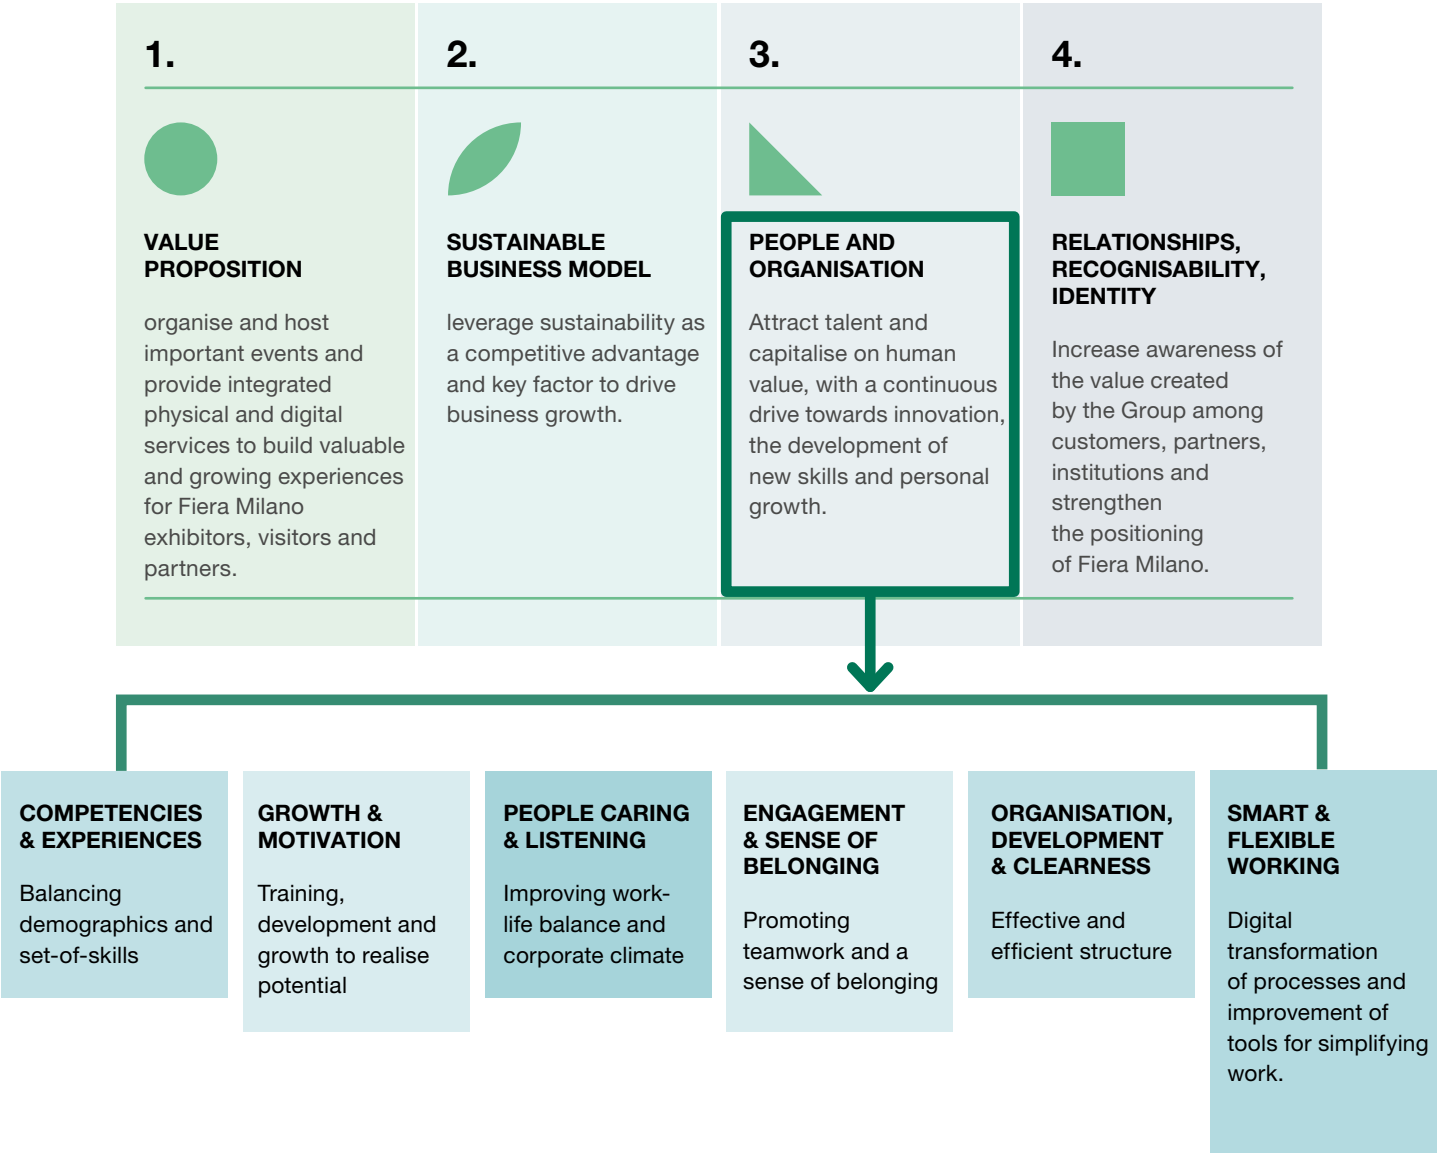 1.
VALUE
PROPOSITION
organise and host
important events and
provide integrated
physical and digital
services to build valuable
and growing experiences
for Fiera Milano
exhibitors, visitors and
partners.
2.
SUSTAINABLE
BUSINESS MODEL
leverage sustainability as
a competitive advantage
and key factor to drive
business growth.
3.
PEOPLE AND
ORGANISATION
Attract talent and
capitalise on human
value, with a continuous
drive towards innovation,
the development of
new skills and personal
growth.
4.
RELATIONSHIPS,
RECOGNISABILITY,
IDENTITY
Increase awareness of
the value created
by the Group among
customers, partners,
institutions and
strengthen
the positioning
of Fiera Milano.
COMPETENCIES
& EXPERIENCES
Balancing
demographics and
set-of-skills
GROWTH &
MOTIVATION
Training,
development and
growth to realise
potential
PEOPLE CARING
& LISTENING
Improving work-
life balance and
corporate climate
ENGAGEMENT
& SENSE OF
BELONGING
Promoting
teamwork and a
sense of belonging
ORGANISATION,
DEVELOPMENT
& CLEARNESS
Effective and
efficient structure
SMART &
FLEXIBLE
WORKING
Digital
transformation
of processes and
improvement of
tools for simplifying
work.